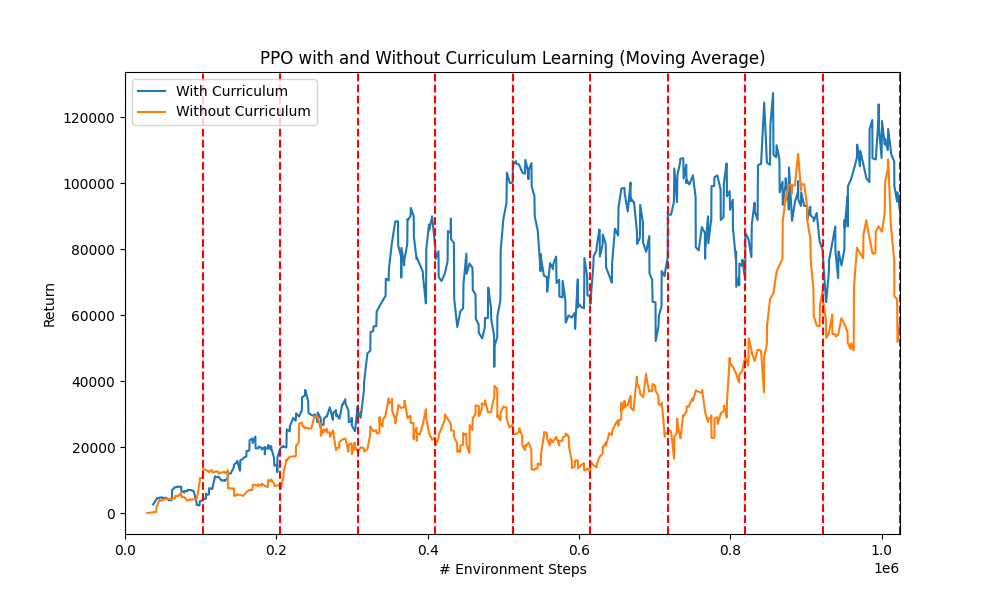 PPO with and Without Curriculum Learning (Moving Average)
With Curriculum
Without Curriculum
120000
100000
80000
60000
40000
20000
0
Return
0.0 0.2 0.4 0.6 0.8 1.0
1e6
# Environment Steps